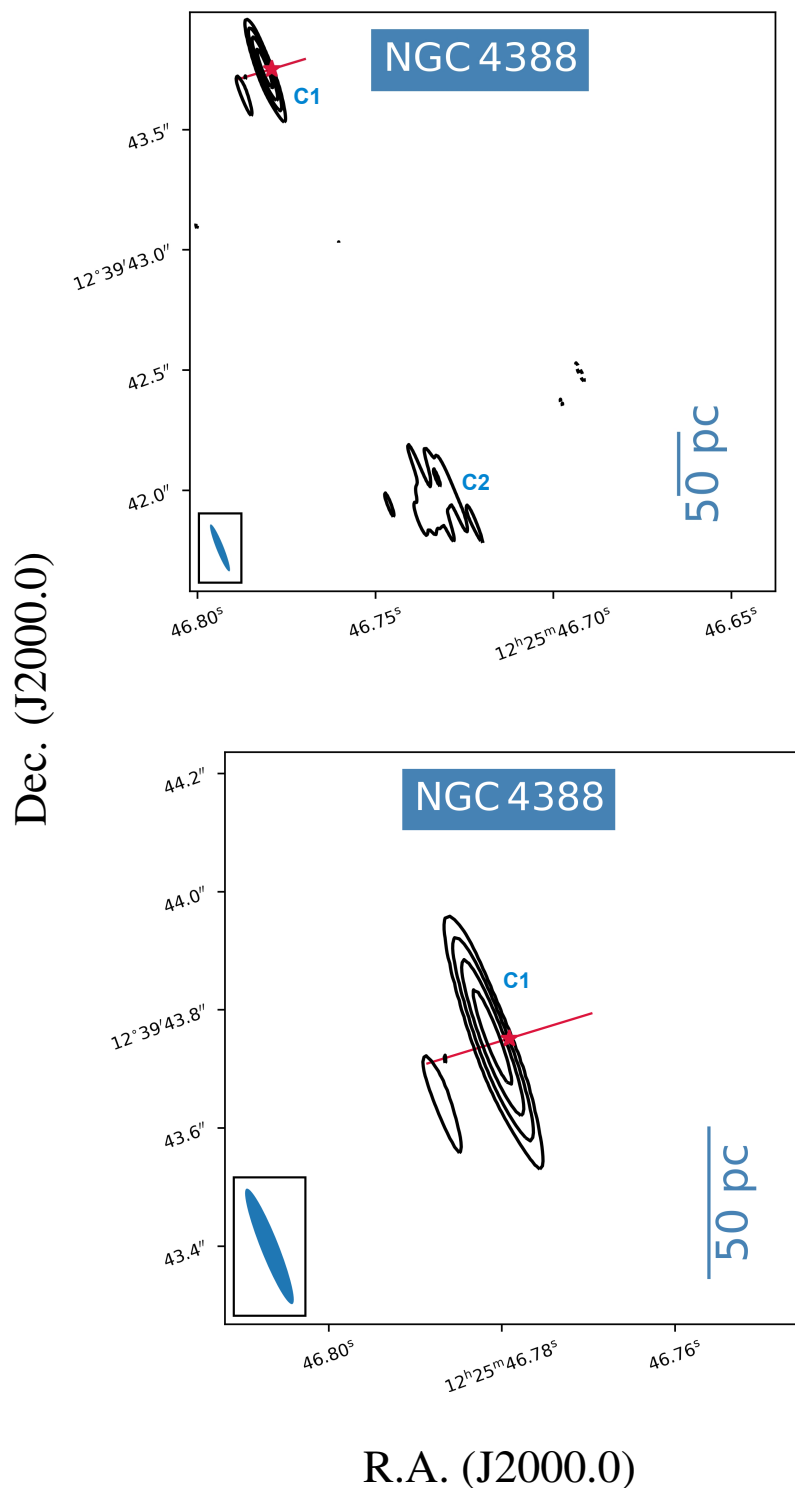 NGC 4388
C1
43.5″
12°39′43.0″
42.5″
42.0″
C2
50 pc
46.80ˢ
46.75ˢ
12ʰ25ᵐ46.70ˢ
46.65ˢ
Dec. (J2000.0)
NGC 4388
44.2″
44.0″
C1
12°39′43.8″
43.6″
43.4″
50 pc
46.80ˢ
12ʰ25ᵐ46.78ˢ
46.76ˢ
R.A. (J2000.0)